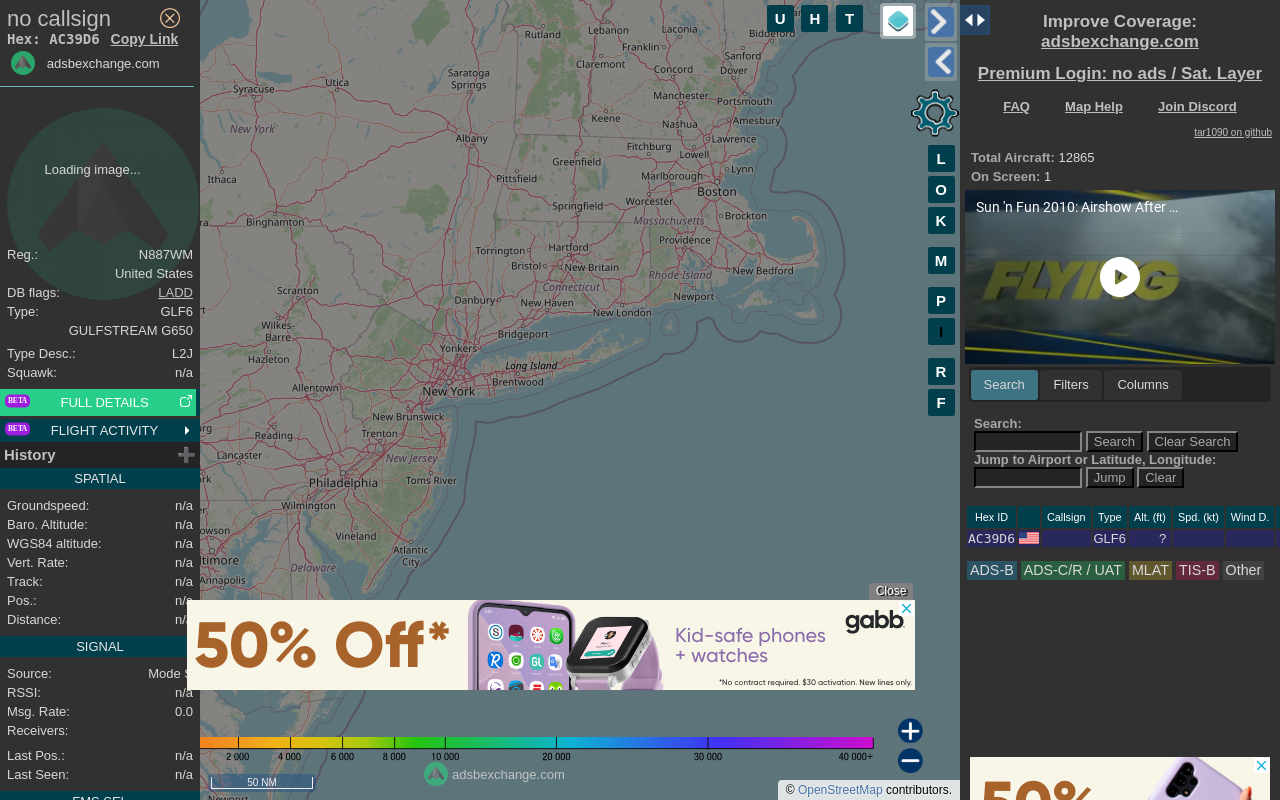 no callsign
Hex: AC39D6 Copy Link
adsbexchange.com
Loading image...
Reg.: N887WM
United States
DB flags: LADD
Type: GLF6
GULFSTREAM G650
Type Desc.: L2J
Squawk: n/a
BETA FULL DETAILS
BETA FLIGHT ACTIVITY
History
SPATIAL
Groundspeed: n/a
Baro. Altitude: n/a
WGS84 altitude: n/a
Vert. Rate: n/a
Track: n/a
Pos.: n/a
Distance: n/a
SIGNAL
Source: Mode S
RSSI: n/a
Msg. Rate: 0.0
Receivers:
Last Pos.: n/a
Last Seen: n/a
FMS SEL
U H T
L
O
K
M
P
I
R
F
Rutland
Lebanon
Laconia
Biddeford
Franklin
Sanford
Claremont
Concord
Dover
Saratoga
Springs
Utica
Syracuse
Manchester
Portsmouth
Keene
Nashua
Amesbury
New York
Albany
Lawrence
Fitchburg
Lowell
Greenfield
Lynn
Ithaca
Pittsfield
Marlborough
Boston
Worcester
Springfield
Massachusetts
Brockton
Binghamton
Providence
Hartford
Torrington
Bristol
New Britain
New Bedford
Rhode Island
Connecticut
Newport
Scranton
Danbury
New Haven
New London
Wilkes-
Barre
Bridgeport
Yonkers
Hazleton
Long Island
Brentwood
Allentown
New York
New Brunswick
Trenton
Reading
Lancaster
New Jersey
Toms River
Philadelphia
Wilmington
Vineland
Atlantic
City
Annapolis
Delaware
Close
50% Off*
Kid-safe phones
+ watches
gabb
*No contract required. $30 activation. New lines only.
2 000 4 000 6 000 8 000 10 000 20 000 30 000 40 000+
50 NM
adsbexchange.com
© OpenStreetMap contributors.
Improve Coverage:
adsbexchange.com
Premium Login: no ads / Sat. Layer
FAQ Map Help Join Discord
tar1090 on github
Total Aircraft: 12865
On Screen: 1
Sun 'n Fun 2010: Airshow After ...
FLYING
Search Filters Columns
Search:
Search Clear Search
Jump to Airport or Latitude, Longitude:
Jump Clear
Hex ID Callsign Type Alt. (ft) Spd. (kt) Wind D.
AC39D6 GLF6 ?
ADS-B ADS-C/R / UAT MLAT TIS-B Other
50%